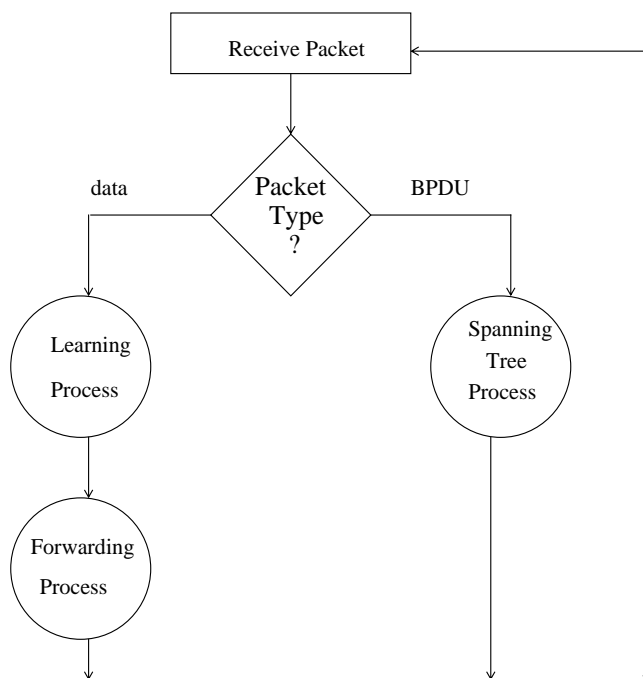 Receive Packet
data
Packet
Type
?
BPDU
Learning
Process
Spanning
Tree
Process
Forwarding
Process